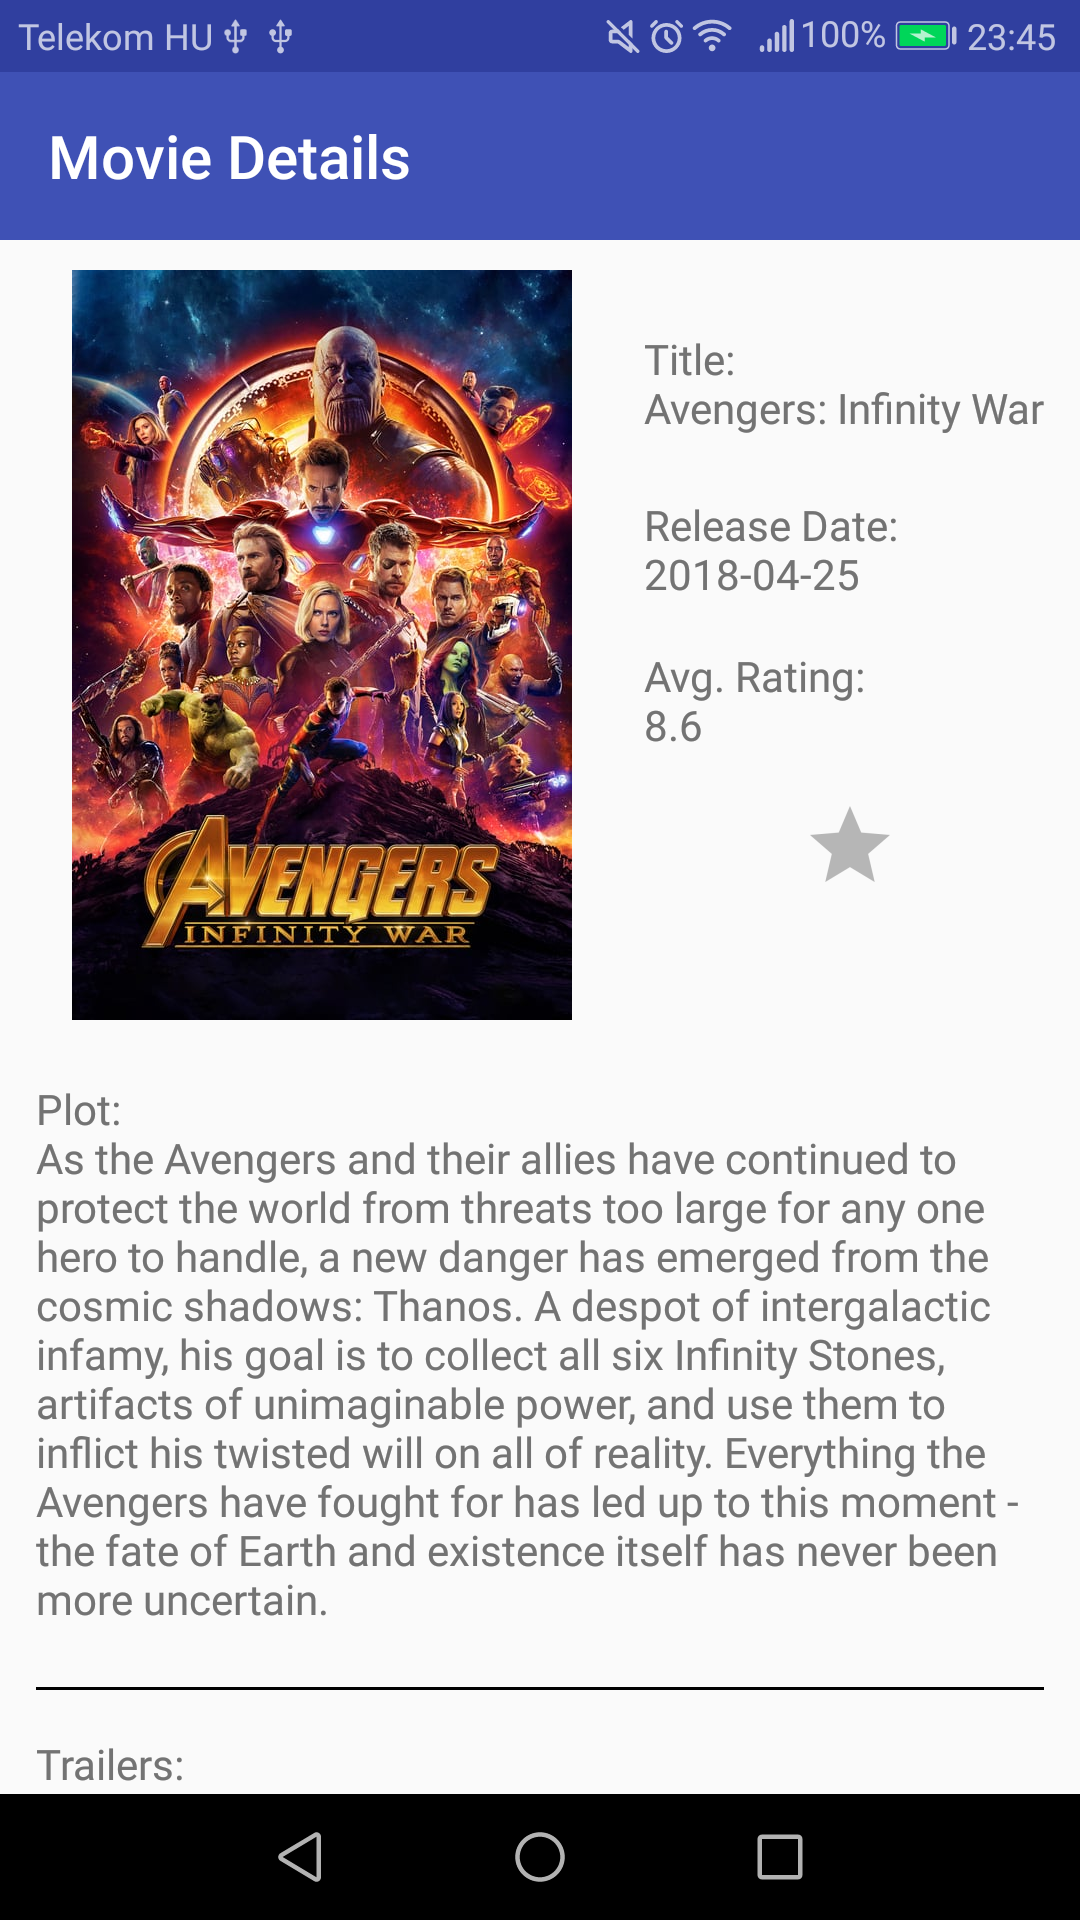 Telekom HU 100% 23:45
Movie Details
Title:
Avengers: Infinity War
Release Date:
2018-04-25
Avg. Rating:
8.6
AVENGERS
INFINITY WAR
Plot:
As the Avengers and their allies have continued to
protect the world from threats too large for any one
hero to handle, a new danger has emerged from the
cosmic shadows: Thanos. A despot of intergalactic
infamy, his goal is to collect all six Infinity Stones,
artifacts of unimaginable power, and use them to
inflict his twisted will on all of reality. Everything the
Avengers have fought for has led up to this moment -
the fate of Earth and existence itself has never been
more uncertain.
Trailers: